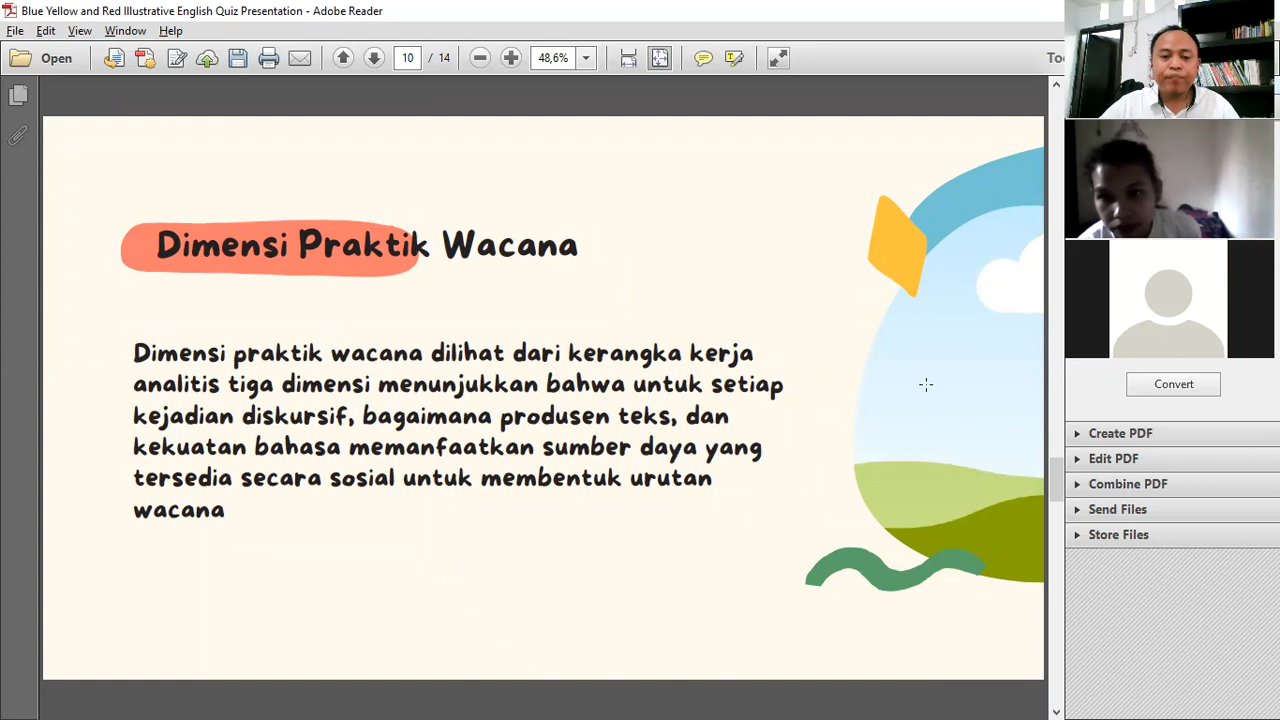 Blue Yellow and Red Illustrative English Quiz Presentation - Adobe Reader
File Edit View Window Help
Open 10 / 14 48,6%
Dimensi Praktik Wacana
Dimensi praktik wacana dilihat dari kerangka kerja
analitis tiga dimensi menunjukkan bahwa untuk setiap
kejadian diskursif, bagaimana produsen teks, dan
kekuatan bahasa memanfaatkan sumber daya yang
tersedia secara sosial untuk membentuk urutan
wacana
Convert
Create PDF
Edit PDF
Combine PDF
Send Files
Store Files